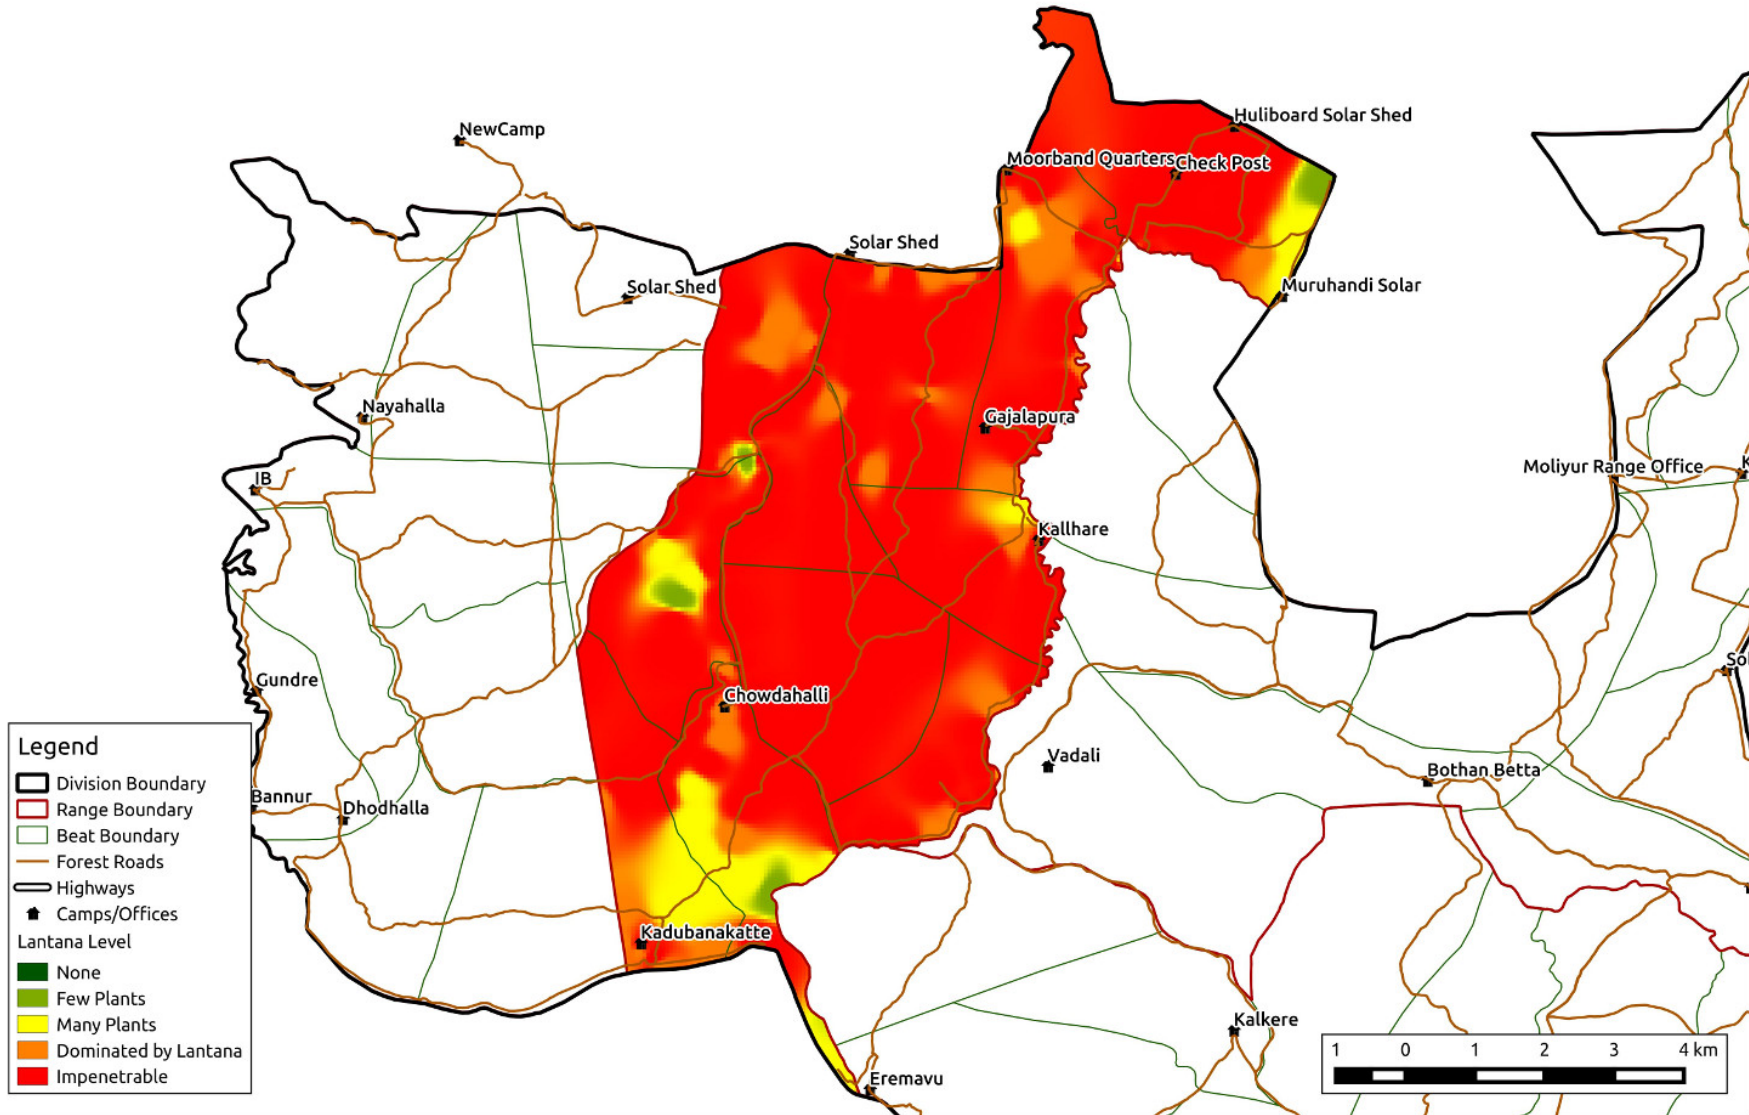 NewCamp
Huliboard Solar Shed
Moorband Quarters
Check Post
Solar Shed
Solar Shed
Muruhandi Solar
Nayahalla
Gajalapura
IB
Moliyur Range Office
K
Kallhare
Gundre
Sol
Chowdahalli
Vadali
Bothan Betta
Bannur
Dhodhalla
Kadubanakatte
Kalkere
Eremavu
Legend
Division Boundary
Range Boundary
Beat Boundary
Forest Roads
Highways
Camps/Offices
Lantana Level
None
Few Plants
Many Plants
Dominated by Lantana
Impenetrable
1 0 1 2 3 4 km